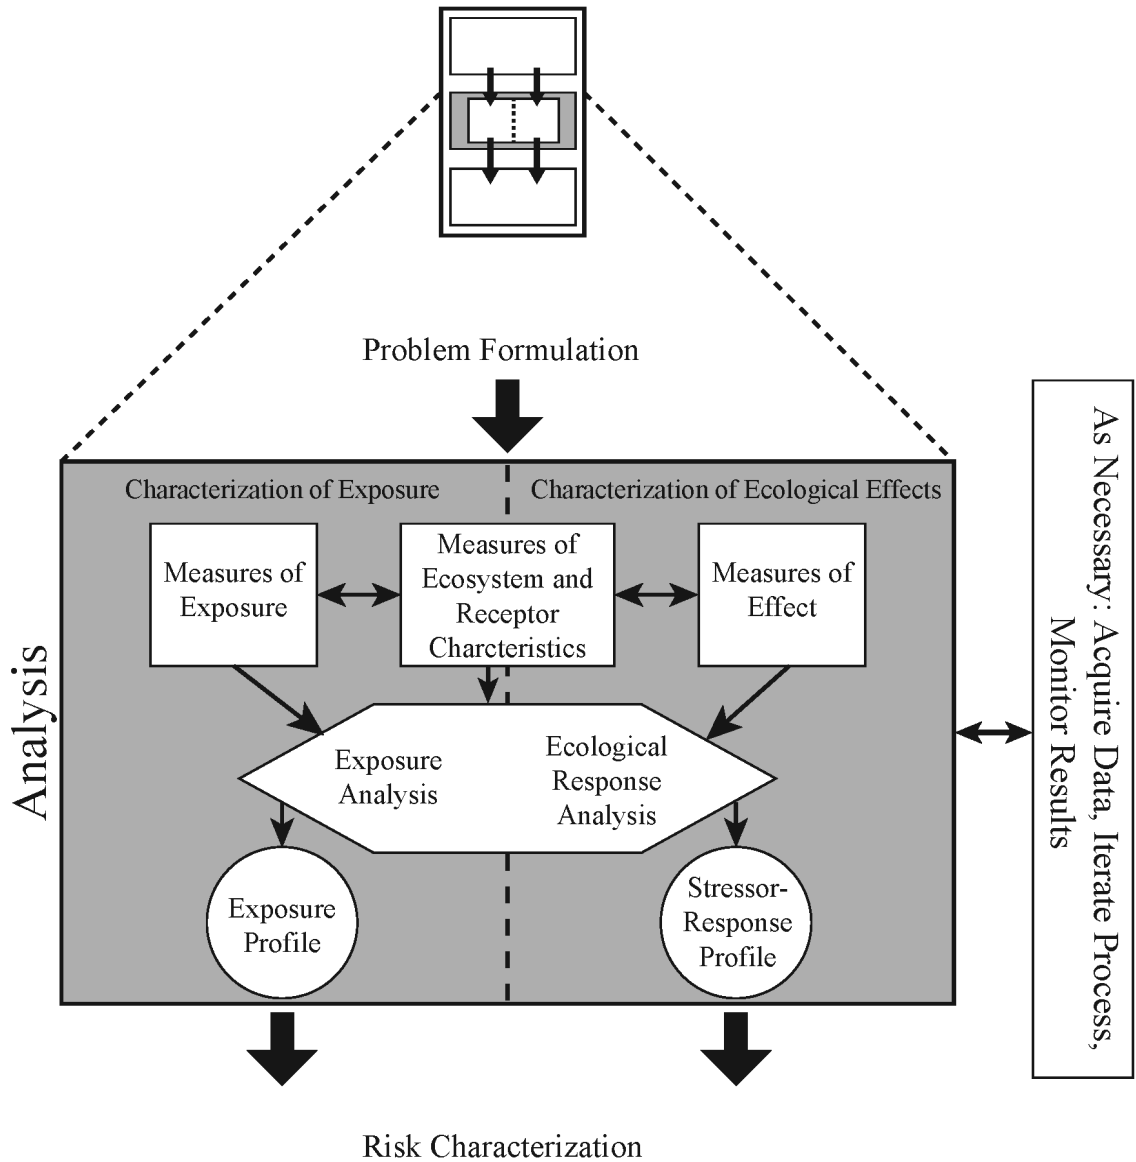 Problem Formulation
Characterization of Exposure
Characterization of Ecological Effects
Measures of
Exposure
Measures of
Ecosystem and
Receptor
Charcteristics
Measures of
Effect
Analysis
Exposure
Analysis
Ecological
Response
Analysis
Exposure
Profile
Stressor-
Response
Profile
As Necessary: Acquire Data, Iterate Process,
Monitor Results
Risk Characterization